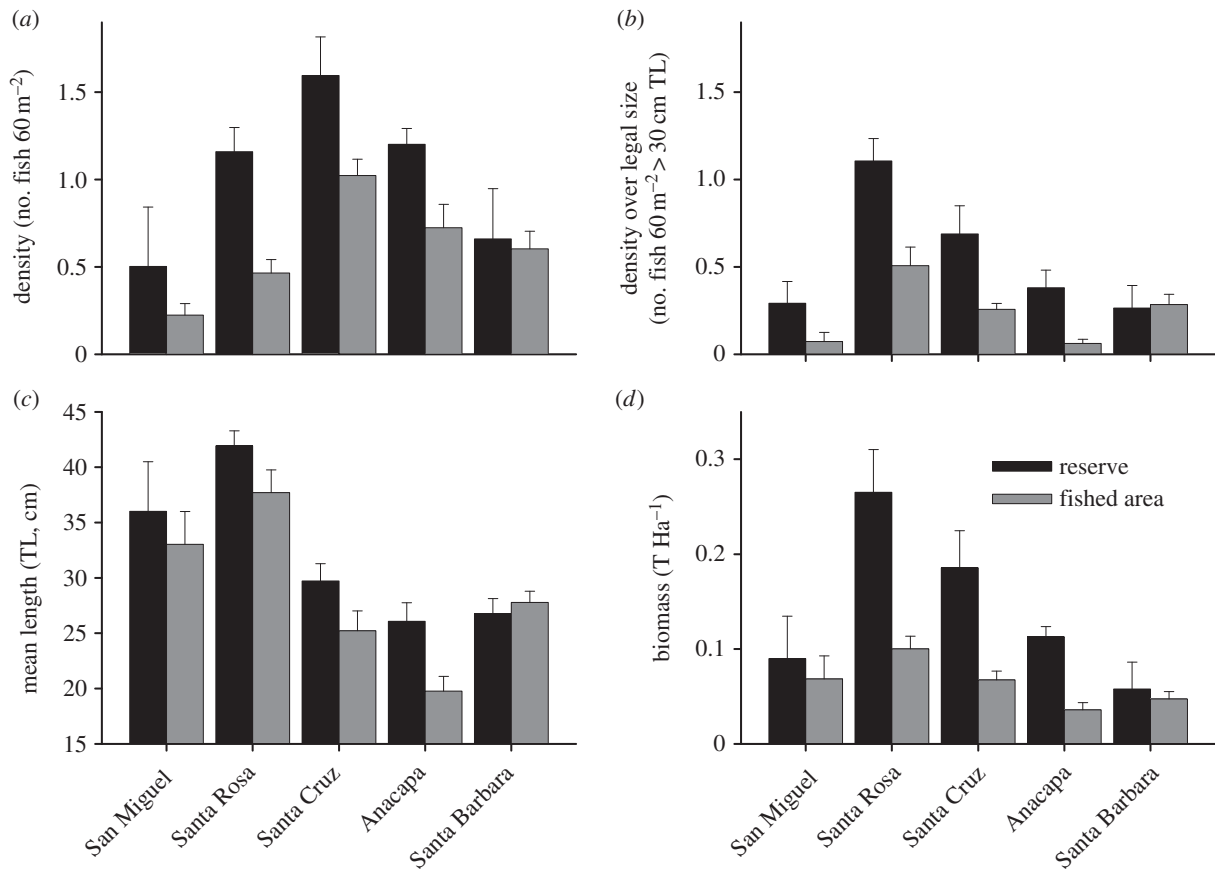 (a)
density (no. fish 60 m⁻²)
1.5
1.0
0.5
0
(b)
density over legal size
(no. fish 60 m⁻² > 30 cm TL)
1.5
1.0
0.5
0
(c)
mean length (TL, cm)
45
40
35
30
25
20
15
San Miguel
Santa Rosa
Santa Cruz
Anacapa
Santa Barbara
(d)
biomass (T Ha⁻¹)
0.3
0.2
0.1
0
reserve
fished area
San Miguel
Santa Rosa
Santa Cruz
Anacapa
Santa Barbara